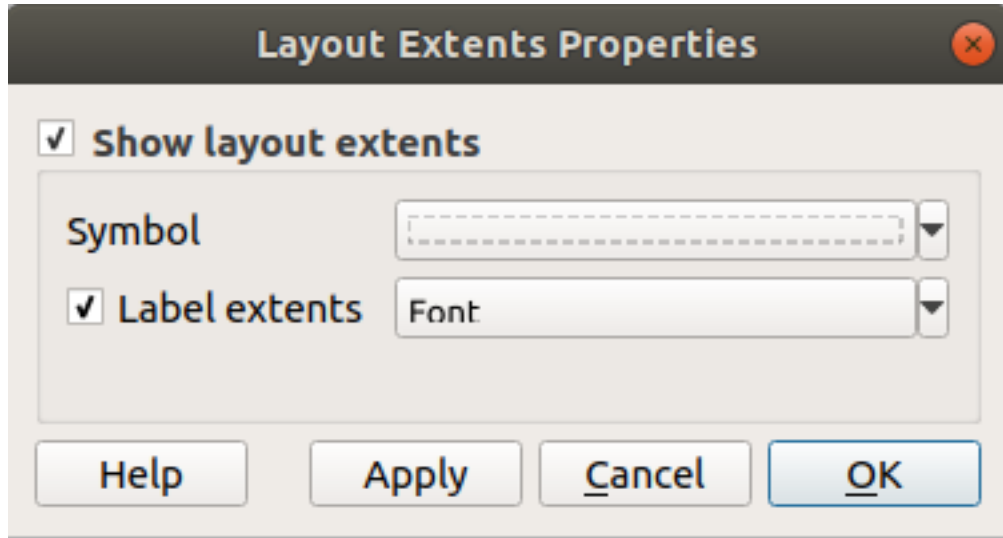 Layout Extents Properties
Show layout extents
Symbol
Label extents Font
Help Apply Cancel OK